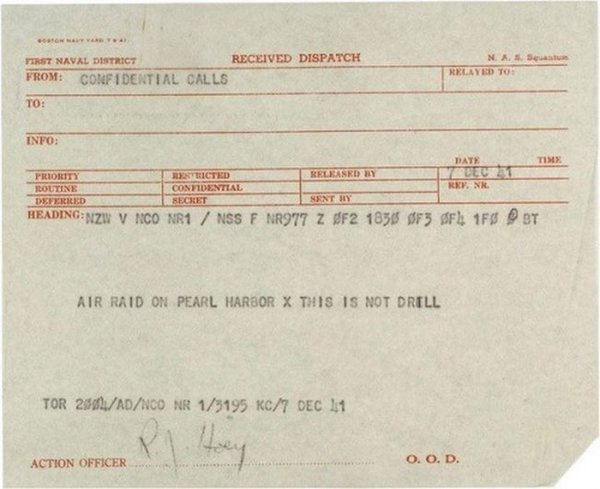 BOSTON NAVY YARD 7-9-41
FIRST NAVAL DISTRICT RECEIVED DISPATCH N. A. S. Squantum
FROM: CONFIDENTIAL CALLS RELAYED TO:
TO:
INFO:
DATE TIME
PRIORITY RESTRICTED RELEASED BY 7 DEC 41
ROUTINE CONFIDENTIAL REF. NR.
DEFERRED SECRET SENT BY
HEADING: NZW V NCO NR1 / NSS F NR977 Z ØF2 183Ø ØF3 ØF4 1FØ Ø BT
AIR RAID ON PEARL HARBOR X THIS IS NOT DRILL
TOR 2ØØ4/AD/NCO NR 1/3195 KC/7 DEC 41
R. J. Hoey
ACTION OFFICER O. O. D.